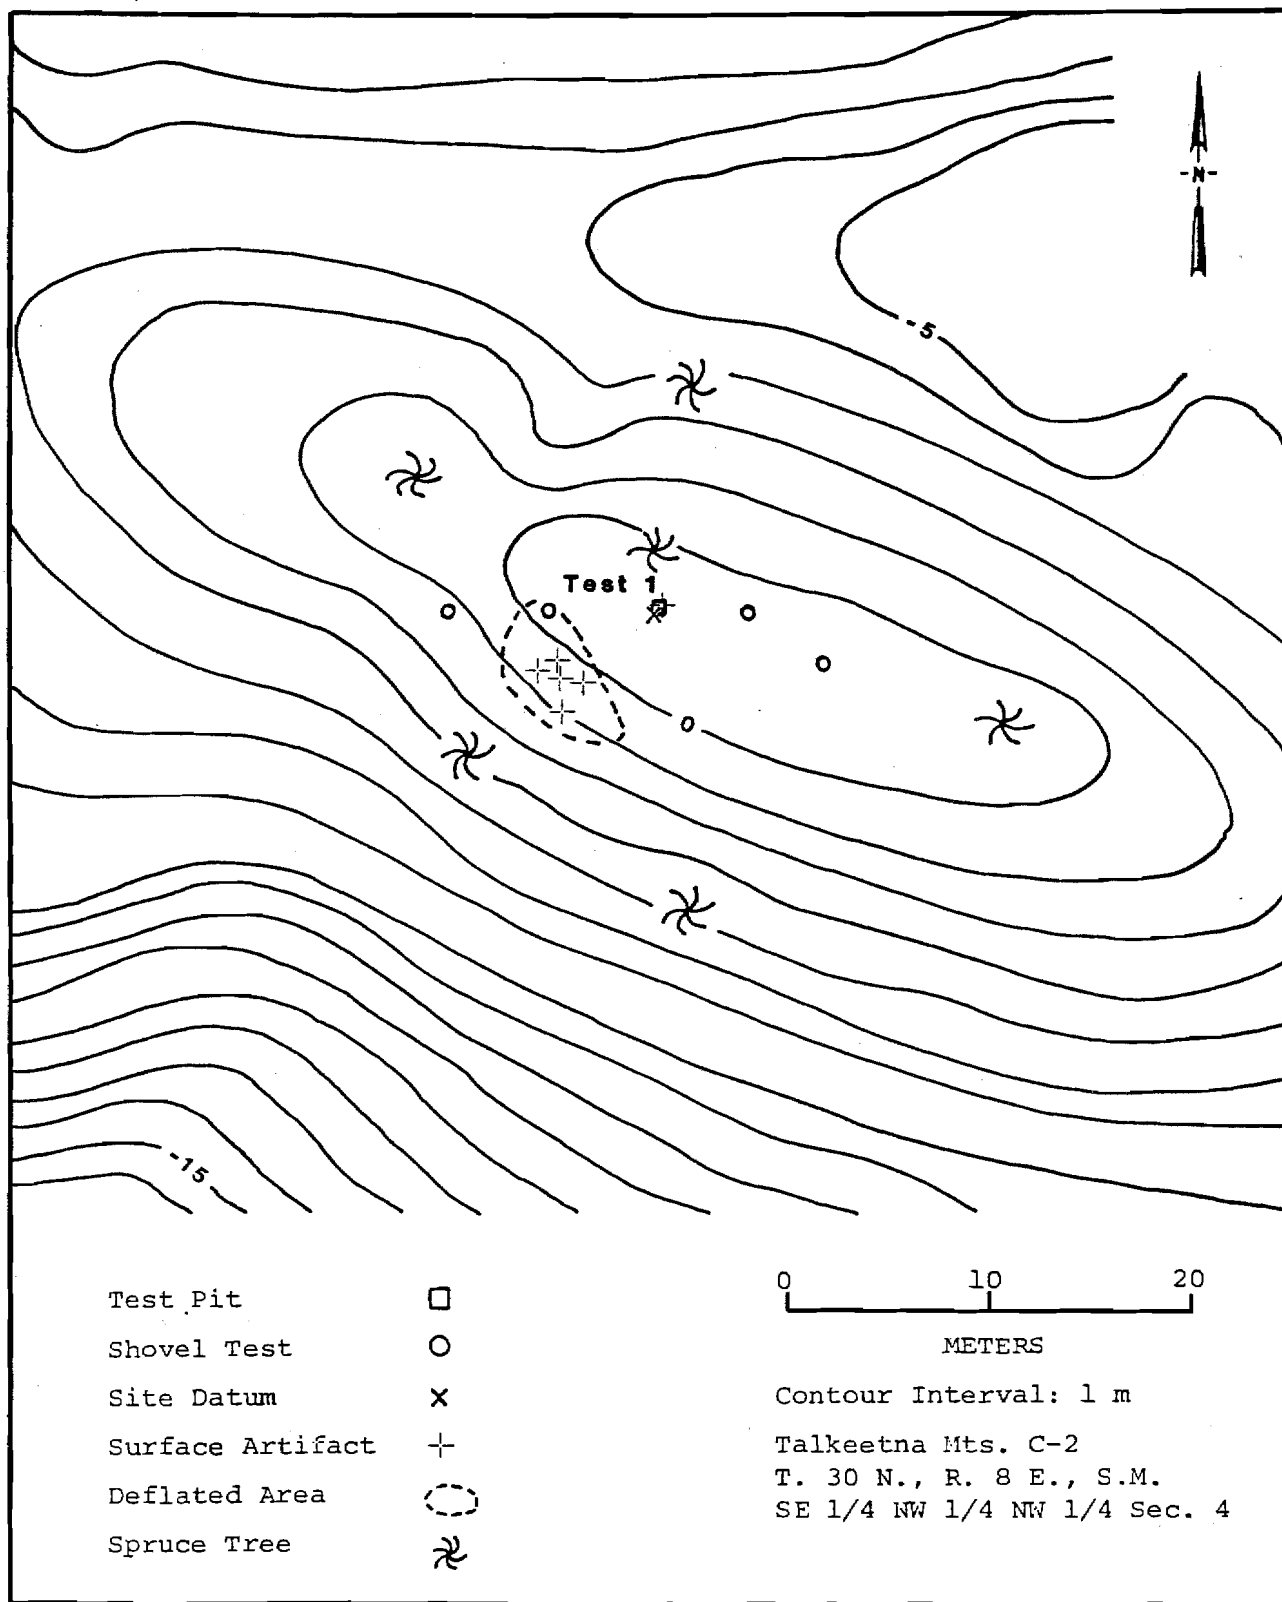 -N-
-5
Test 1
0
-15
Test Pit
Shovel Test
Site Datum
Surface Artifact
Deflated Area
Spruce Tree
0 10 20
METERS
Contour Interval: 1 m
Talkeetna Mts. C-2
T. 30 N., R. 8 E., S.M.
SE 1/4 NW 1/4 NW 1/4 Sec. 4